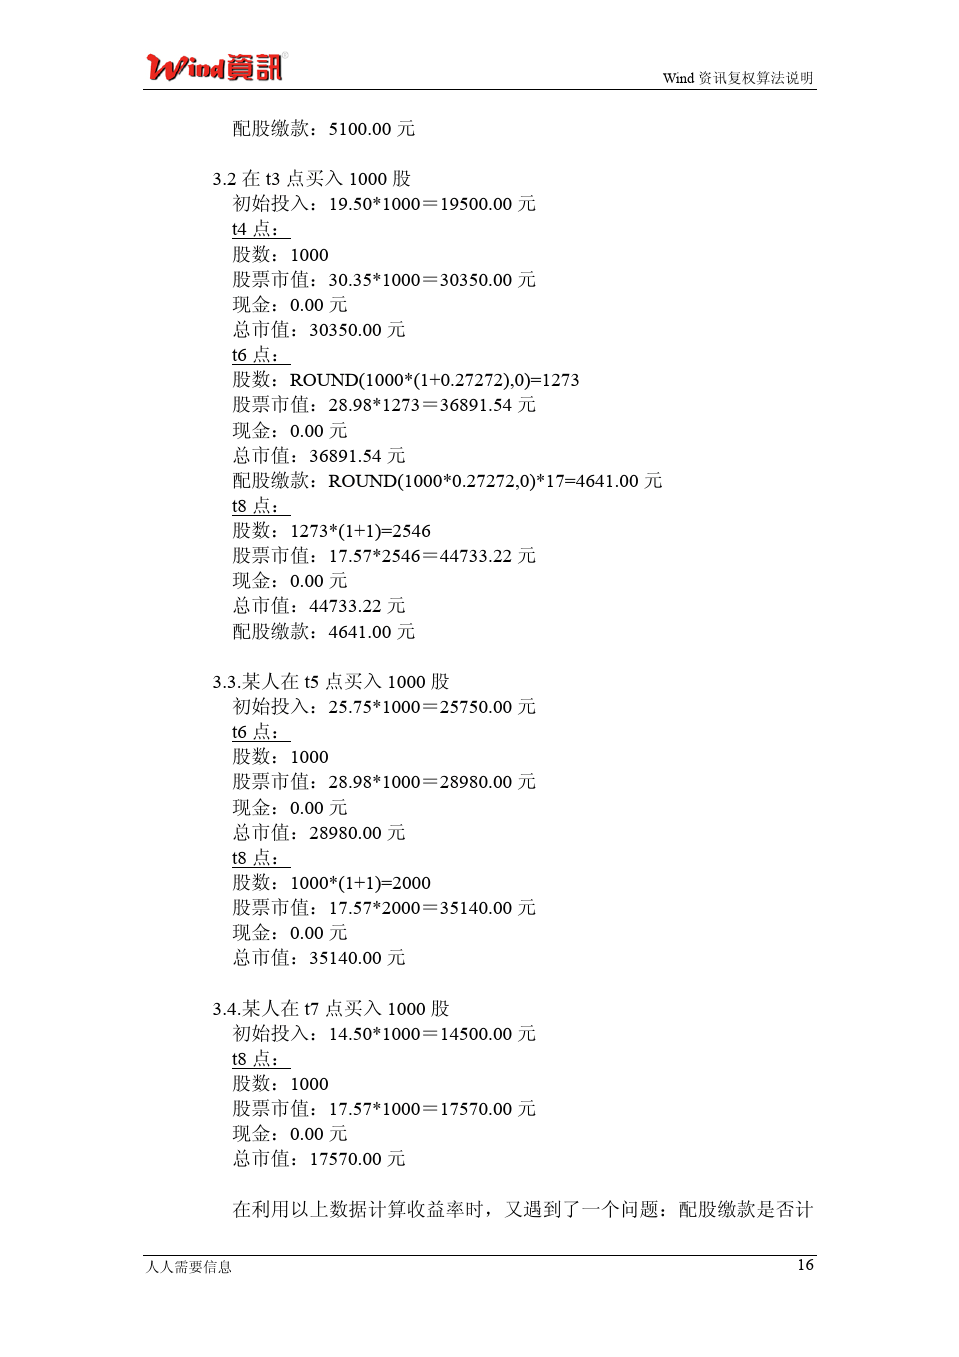 Wind資訊®
Wind 资讯复权算法说明
配股缴款：5100.00 元
3.2 在 t3 点买入 1000 股
初始投入：19.50*1000＝19500.00 元
t4 点：
股数：1000
股票市值：30.35*1000＝30350.00 元
现金：0.00 元
总市值：30350.00 元
t6 点：
股数：ROUND(1000*(1+0.27272),0)=1273
股票市值：28.98*1273＝36891.54 元
现金：0.00 元
总市值：36891.54 元
配股缴款：ROUND(1000*0.27272,0)*17=4641.00 元
t8 点：
股数：1273*(1+1)=2546
股票市值：17.57*2546＝44733.22 元
现金：0.00 元
总市值：44733.22 元
配股缴款：4641.00 元
3.3.某人在 t5 点买入 1000 股
初始投入：25.75*1000＝25750.00 元
t6 点：
股数：1000
股票市值：28.98*1000＝28980.00 元
现金：0.00 元
总市值：28980.00 元
t8 点：
股数：1000*(1+1)=2000
股票市值：17.57*2000＝35140.00 元
现金：0.00 元
总市值：35140.00 元
3.4.某人在 t7 点买入 1000 股
初始投入：14.50*1000＝14500.00 元
t8 点：
股数：1000
股票市值：17.57*1000＝17570.00 元
现金：0.00 元
总市值：17570.00 元
在利用以上数据计算收益率时，又遇到了一个问题：配股缴款是否计
人人需要信息
16